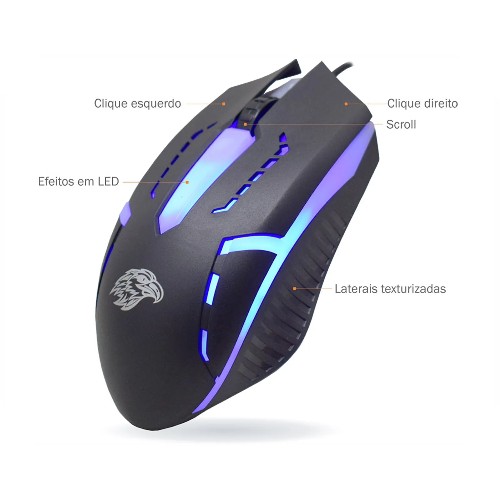 Clique esquerdo
Clique direito
Scroll
Efeitos em LED
Laterais texturizadas